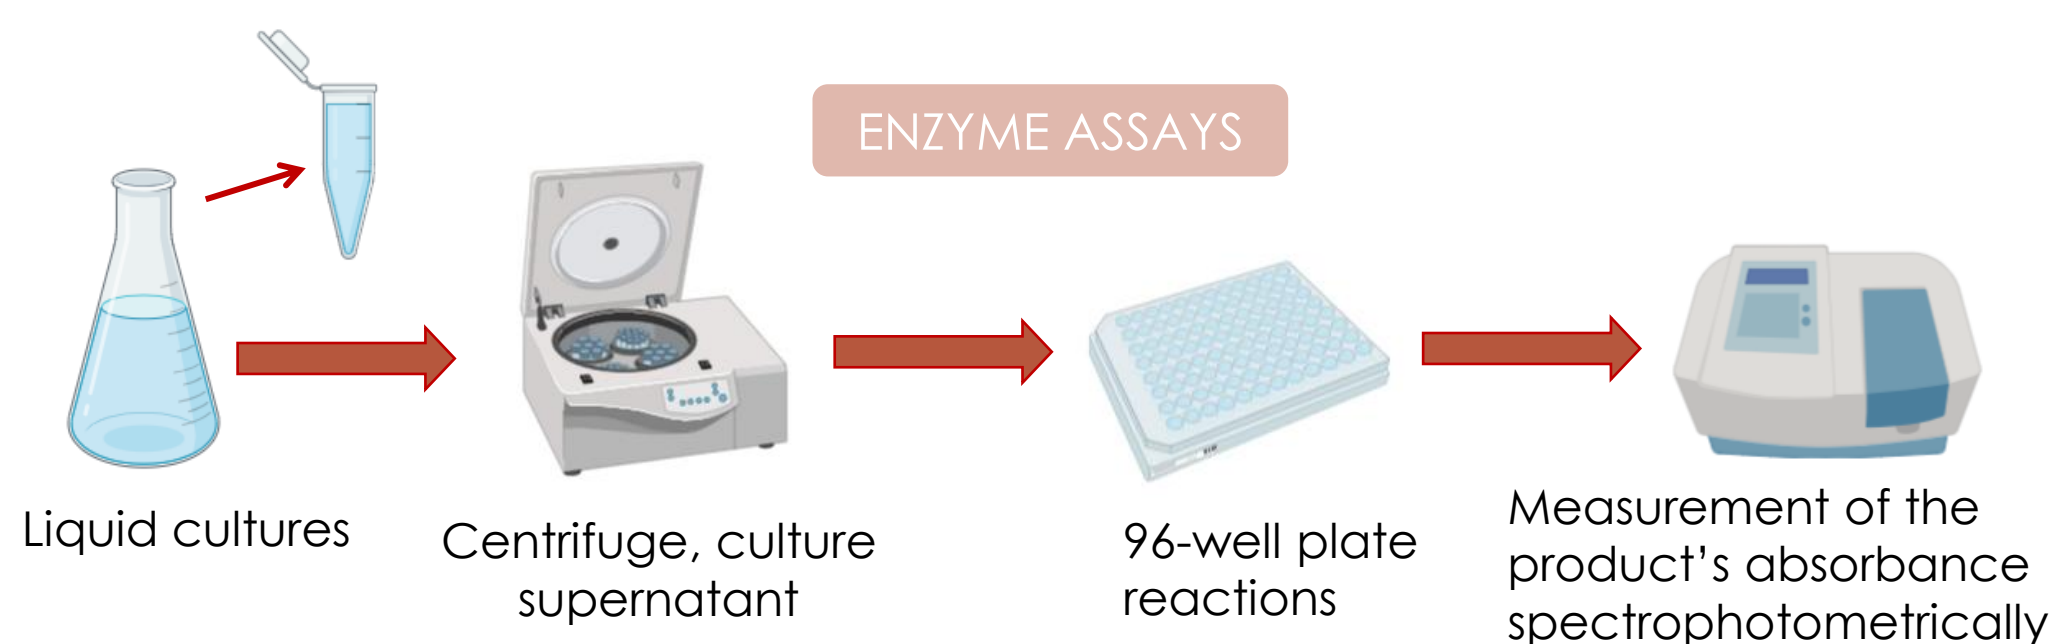 ENZYME ASSAYS
Liquid cultures
Centrifuge, culture
supernatant
96-well plate
reactions
Measurement of the
product’s absorbance
spectrophotometrically